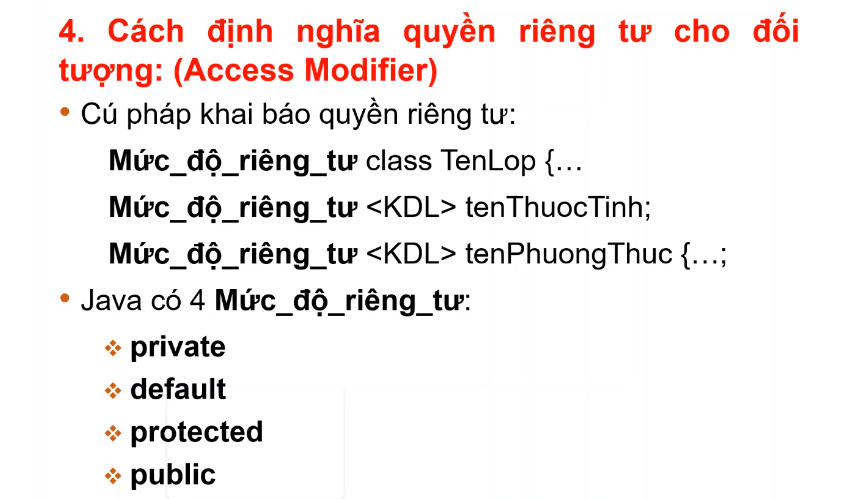 4. Cách định nghĩa quyền riêng tư cho đối
tượng: (Access Modifier)
• Cú pháp khai báo quyền riêng tư:
Mức_độ_riêng_tư class TenLop {…
Mức_độ_riêng_tư <KDL> tenThuocTinh;
Mức_độ_riêng_tư <KDL> tenPhuongThuc {…;
• Java có 4 Mức_độ_riêng_tư:
❖ private
❖ default
❖ protected
❖ public